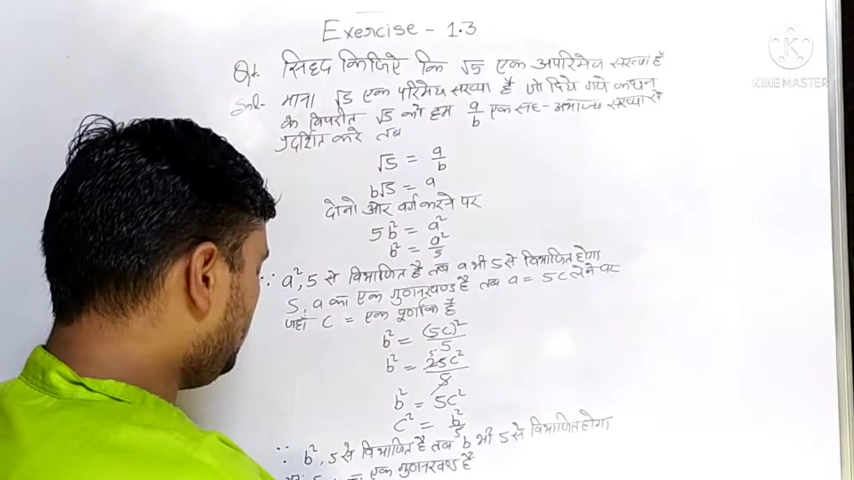 Exercise - 1.3
Q1. सिद्द किजिऐ कि √5 एक अपरिमेय संख्या हैं
Sol- माना √5 एक परिमेय संख्या है जो दिये गये कथन
के विपरीत √5 को हम a/b एक सह-अभाज्य संख्या से
प्रदर्शित करे तब
√5 = a/b
b√5 = a
दोनो ओर वर्ग करने पर
5b² = a²
b² = a²/5
∵ a², 5 से विभाजित है तब a भी 5 से विभाजित होगा
5, a का एक गुणनखण्ड है तब a = 5c लेने पर
जहाँ c = एक पूर्णांक है
b² = (5c)²/5
b² = 25c²/5
b² = 5c²
c² = b²/5
∵ b², 5 से विभाजित है तब b भी 5 से विभाजित होगा
का एक गुणनखण्ड है
KINEMASTER